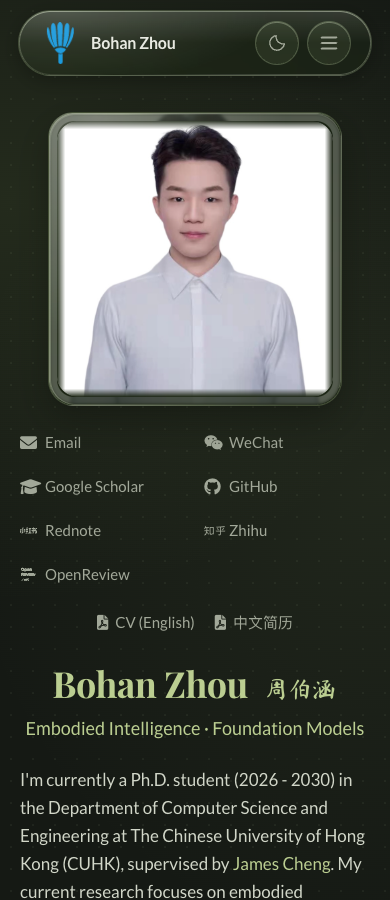 Bohan Zhou
Email
WeChat
Google Scholar
GitHub
小红书 Rednote
知乎 Zhihu
OpenReview
CV (English)
中文简历
Bohan Zhou 周伯涵
Embodied Intelligence · Foundation Models
I'm currently a Ph.D. student (2026 - 2030) in
the Department of Computer Science and
Engineering at The Chinese University of Hong
Kong (CUHK), supervised by James Cheng. My
current research focuses on embodied